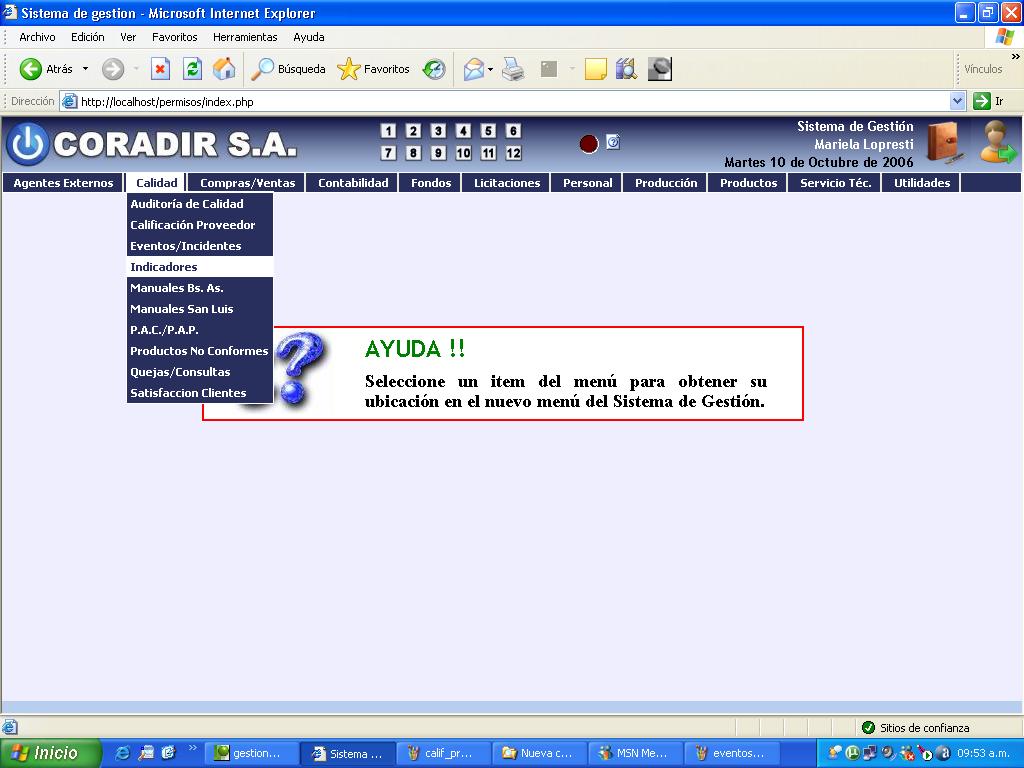 Sistema de gestion - Microsoft Internet Explorer
Archivo Edición Ver Favoritos Herramientas Ayuda
Atrás Búsqueda Favoritos Vínculos »
Dirección http://localhost/permisos/index.php Ir
CORADIR S.A.
1 2 3 4 5 6
7 8 9 10 11 12
Sistema de Gestión
Mariela Lopresti
Martes 10 de Octubre de 2006
Agentes Externos Calidad Compras/Ventas Contabilidad Fondos Licitaciones Personal Producción Productos Servicio Téc. Utilidades
Auditoría de Calidad
Calificación Proveedor
Eventos/Incidentes
Indicadores
Manuales Bs. As.
Manuales San Luis
P.A.C./P.A.P.
Productos No Conformes
Quejas/Consultas
Satisfaccion Clientes
AYUDA !!
Seleccione un item del menú para obtener su
ubicación en el nuevo menú del Sistema de Gestión.
Sitios de confianza
Inicio » gestion... Sistema ... calif_pr... Nueva c... MSN Me... eventos... 09:53 a.m.